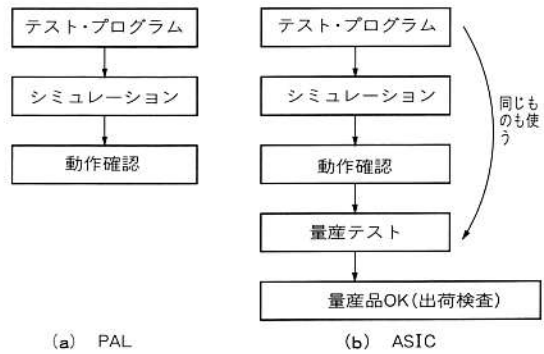 テスト・プログラム
シミュレーション
動作確認
(a) PAL
テスト・プログラム
シミュレーション
動作確認
量産テスト
量産品OK(出荷検査)
同じも
のも使
う
(b) ASIC